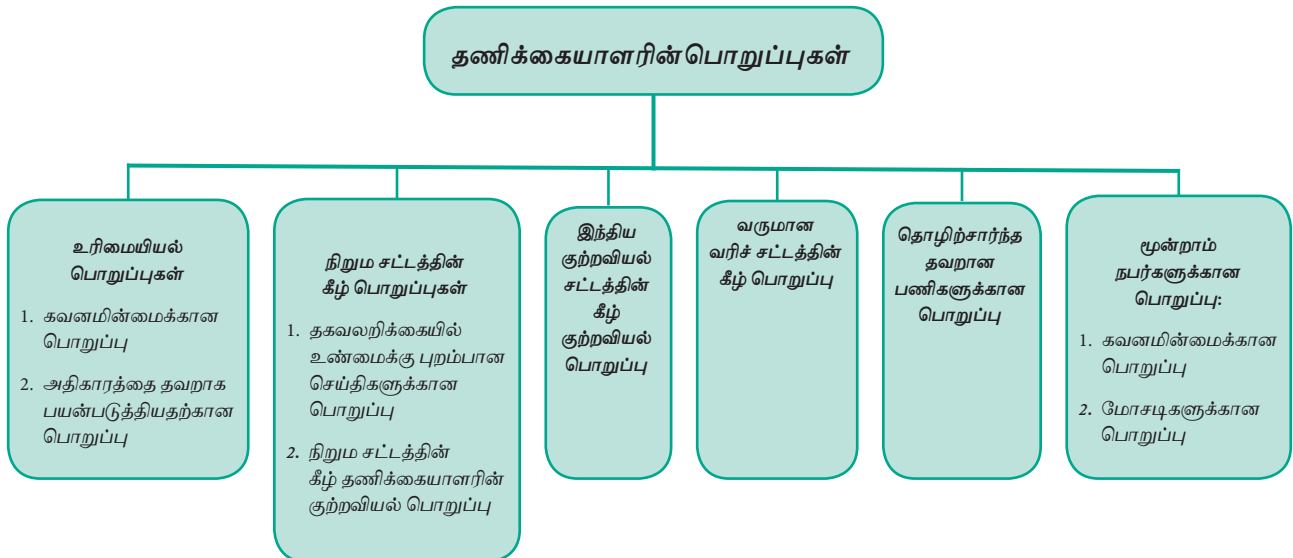 தணிக்கையாளரின்பொறுப்புகள்
உரிமையியல்
பொறுப்புகள்
1. கவனமின்மைக்கான
பொறுப்பு
2. அதிகாரத்தை தவறாக
பயன்படுத்தியதற்கான
பொறுப்பு
நிறும சட்டத்தின்
கீழ் பொறுப்புகள்
1. தகவலறிக்கையில்
உண்மைக்கு புறம்பான
செய்திகளுக்கான
பொறுப்பு
2. நிறும சட்டத்தின்
கீழ் தணிக்கையாளரின்
குற்றவியல் பொறுப்பு
இந்திய
குற்றவியல்
சட்டத்தின்
கீழ்
குற்றவியல்
பொறுப்பு
வருமான
வரிச் சட்டத்தின்
கீழ் பொறுப்பு
தொழிற்சார்ந்த
தவறான
பணிகளுக்கான
பொறுப்பு
மூன்றாம்
நபர்களுக்கான
பொறுப்பு:
1. கவனமின்மைக்கான
பொறுப்பு
2. மோசடிகளுக்கான
பொறுப்பு